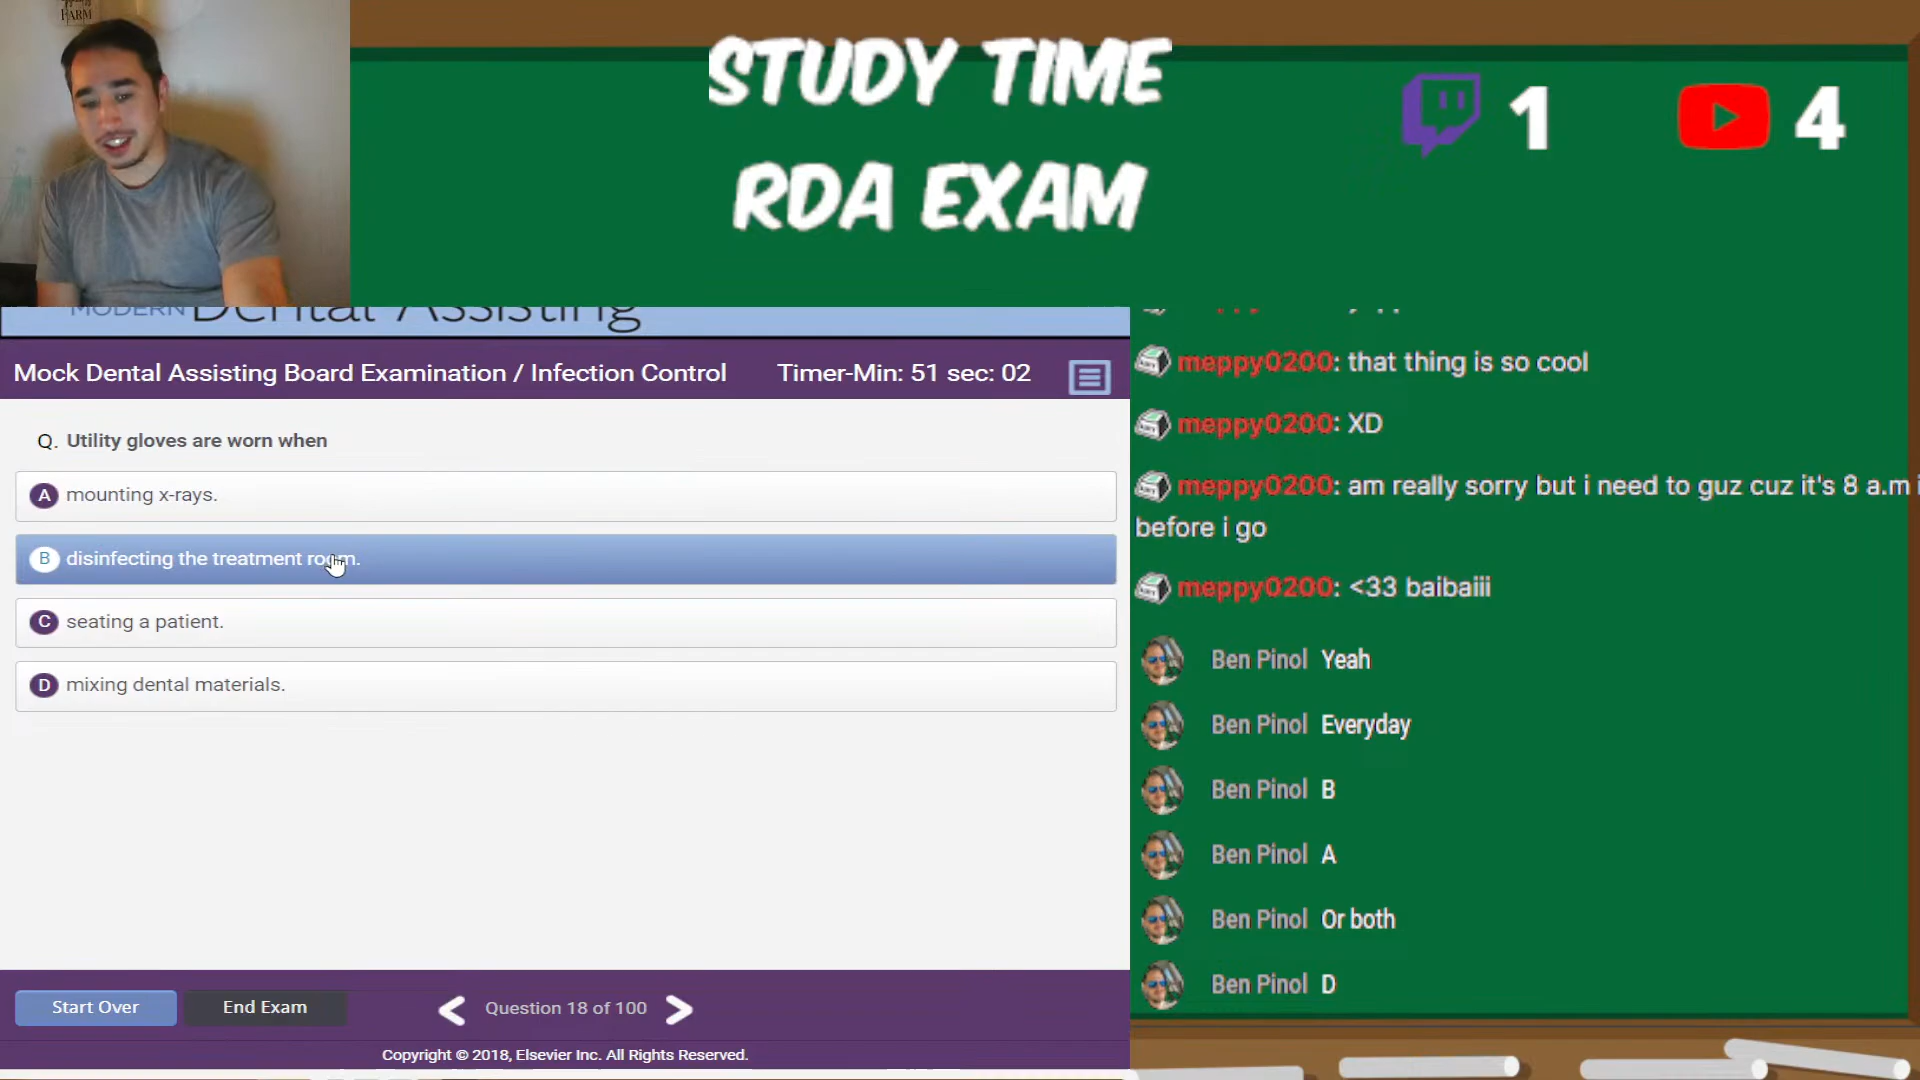 FARM
STUDY TIME
RDA EXAM
1
4
MODERN Dental Assisting
Mock Dental Assisting Board Examination / Infection Control
Timer-Min: 51 sec: 02
Q. Utility gloves are worn when
A mounting x-rays.
B disinfecting the treatment room.
C seating a patient.
D mixing dental materials.
Start Over
End Exam
Question 18 of 100
Copyright © 2018, Elsevier Inc. All Rights Reserved.
meppy0200: that thing is so cool
meppy0200: XD
meppy0200: am really sorry but i need to guz cuz it's 8 a.m i
before i go
meppy0200: <33 baibaiii
Ben Pinol Yeah
Ben Pinol Everyday
Ben Pinol B
Ben Pinol A
Ben Pinol Or both
Ben Pinol D